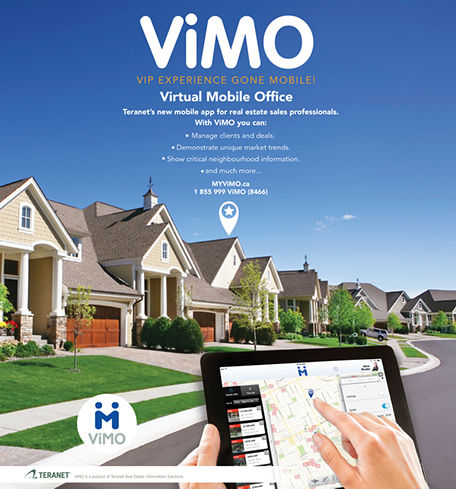 ViMO
VIP EXPERIENCE GONE MOBILE!
Virtual Mobile Office
Teranet's new mobile app for real estate sales professionals.
With ViMO you can:
• Manage clients and deals.
• Demonstrate unique market trends.
• Show critical neighbourhood information.
• and much more...
MYViMO.ca
1 855 999 ViMO (8466)
ViMO
TERANET
ViMO is a product of Teranet Real Estate Information Solutions